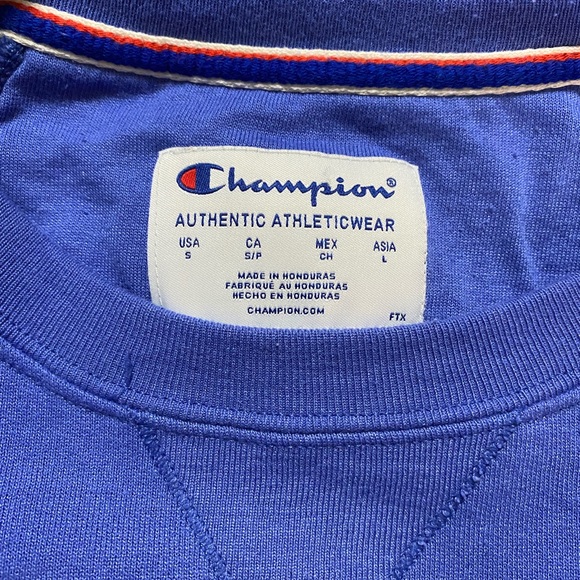 Champion®
AUTHENTIC ATHLETICWEAR
USA CA MEX ASIA
S S/P CH L
MADE IN HONDURAS
FABRIQUÉ AU HONDURAS
HECHO EN HONDURAS
CHAMPION.COM
FTX